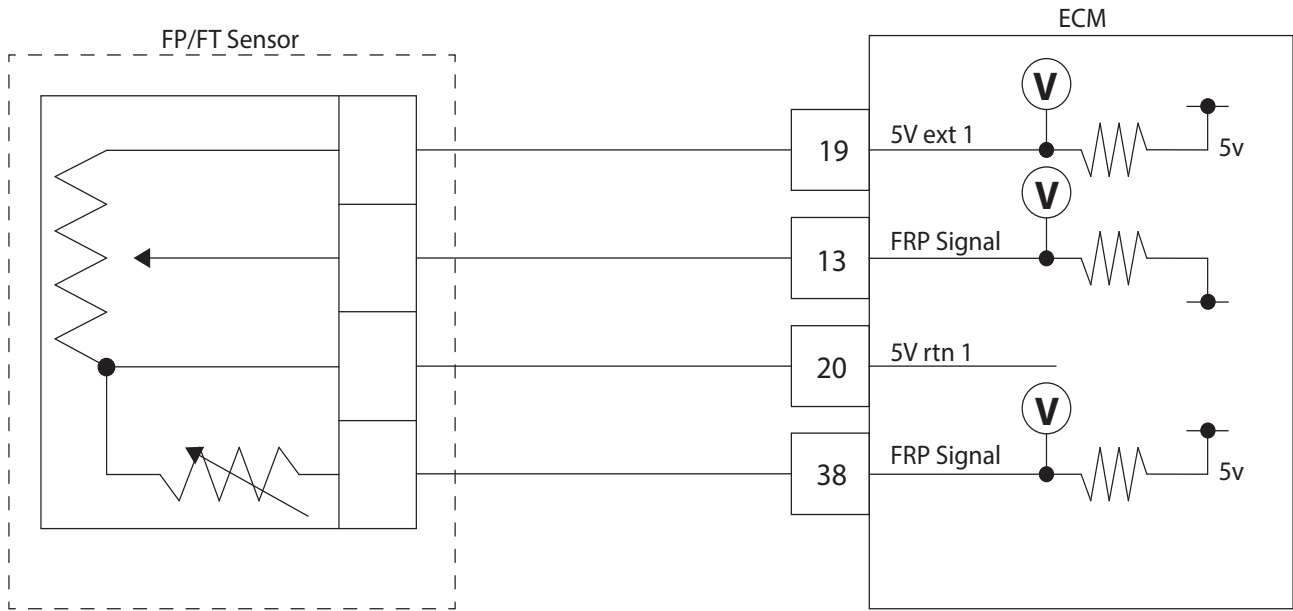 FP/FT Sensor
ECM
V
19
5V ext 1
5v
V
13
FRP Signal
20
5V rtn 1
V
38
FRP Signal
5v